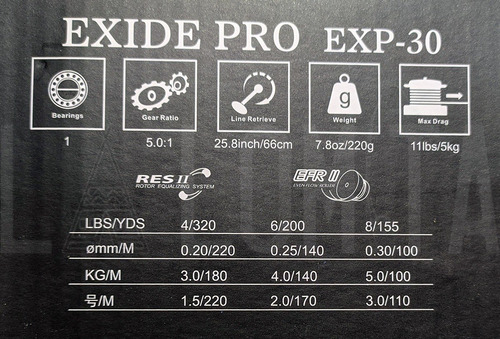 EXIDE PRO EXP-30
g
Bearings Gear Ratio Line Retrieve Weight Max Drag
1 5.0:1 25.8inch/66cm 7.8oz/220g 11lbs/5kg
RES II EFR II
ROTOR EQUALIZING SYSTEM EVEN-FLOW ROLLER
LBS/YDS 4/320 6/200 8/155
ømm/M 0.20/220 0.25/140 0.30/100
KG/M 3.0/180 4.0/140 5.0/100
号/M 1.5/220 2.0/170 3.0/110